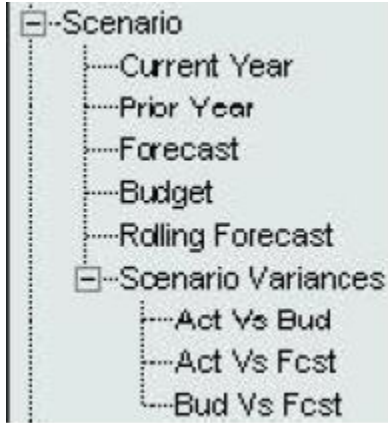 Scenario
Current Year
Prior Year
Forecast
Budget
Rolling Forecast
Scenario Variances
Act Vs Bud
Act Vs Fcst
Bud Vs Fcst